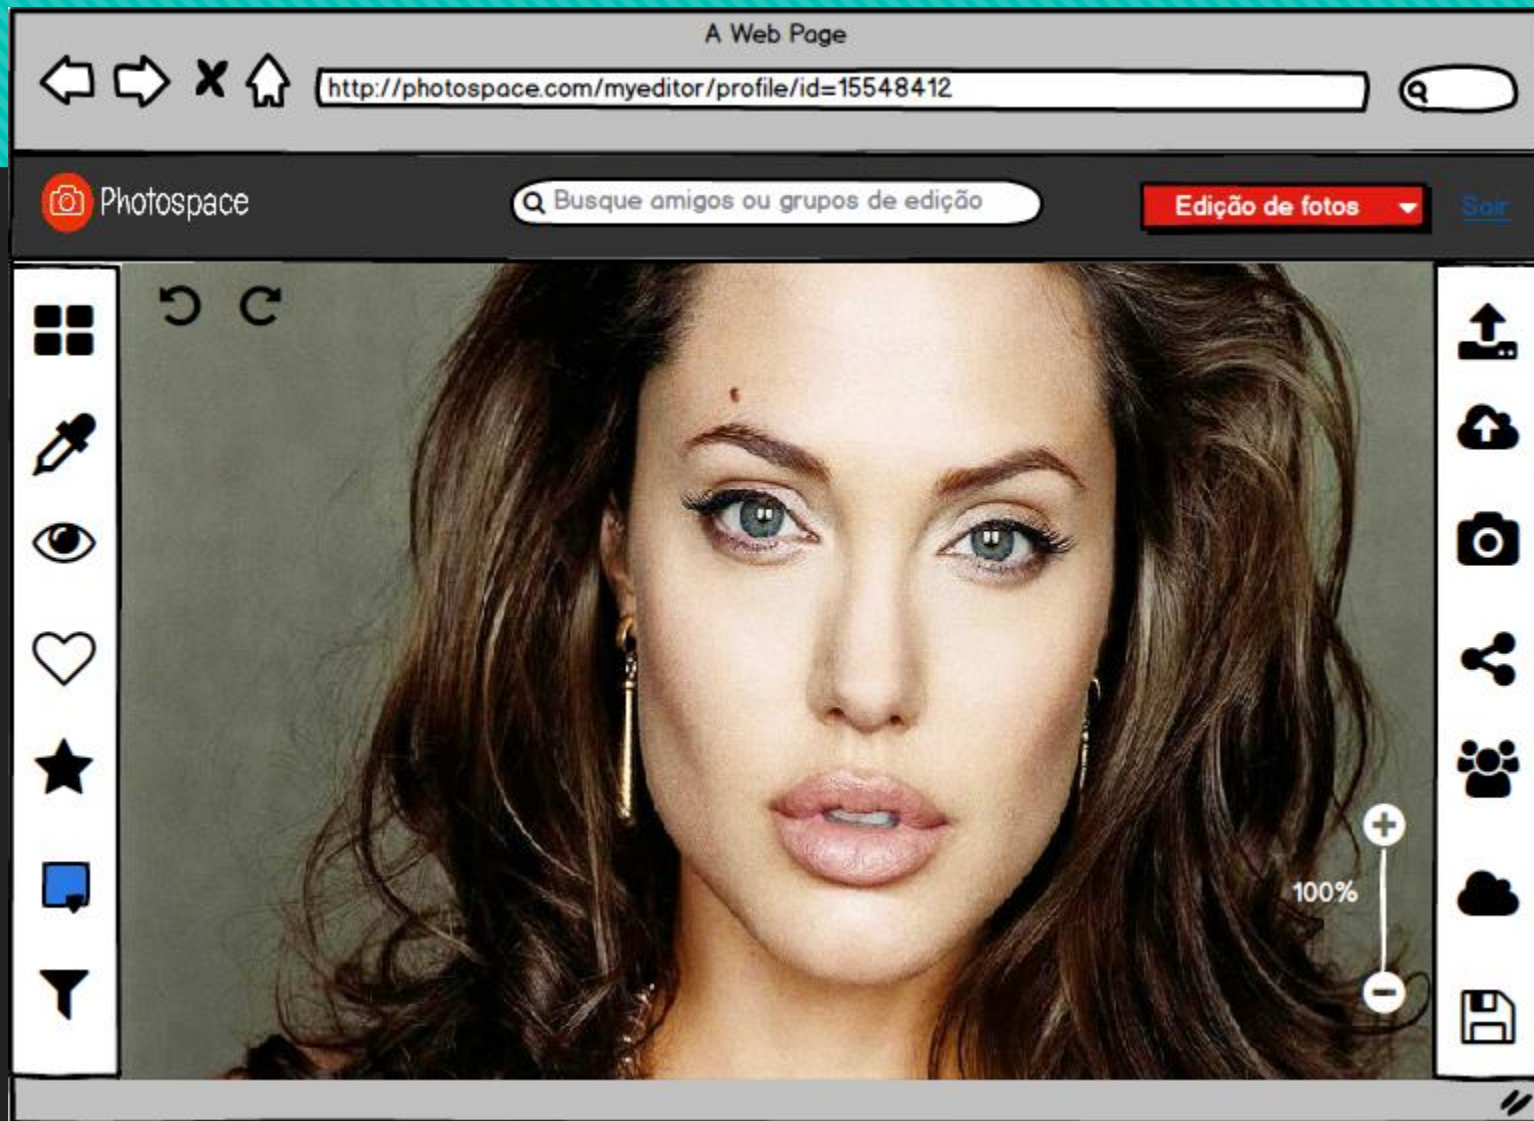 A Web Page
http://photospace.com/myeditor/profile/id=15548412
Photospace
Busque amigos ou grupos de edição
Edição de fotos
Sair
100%